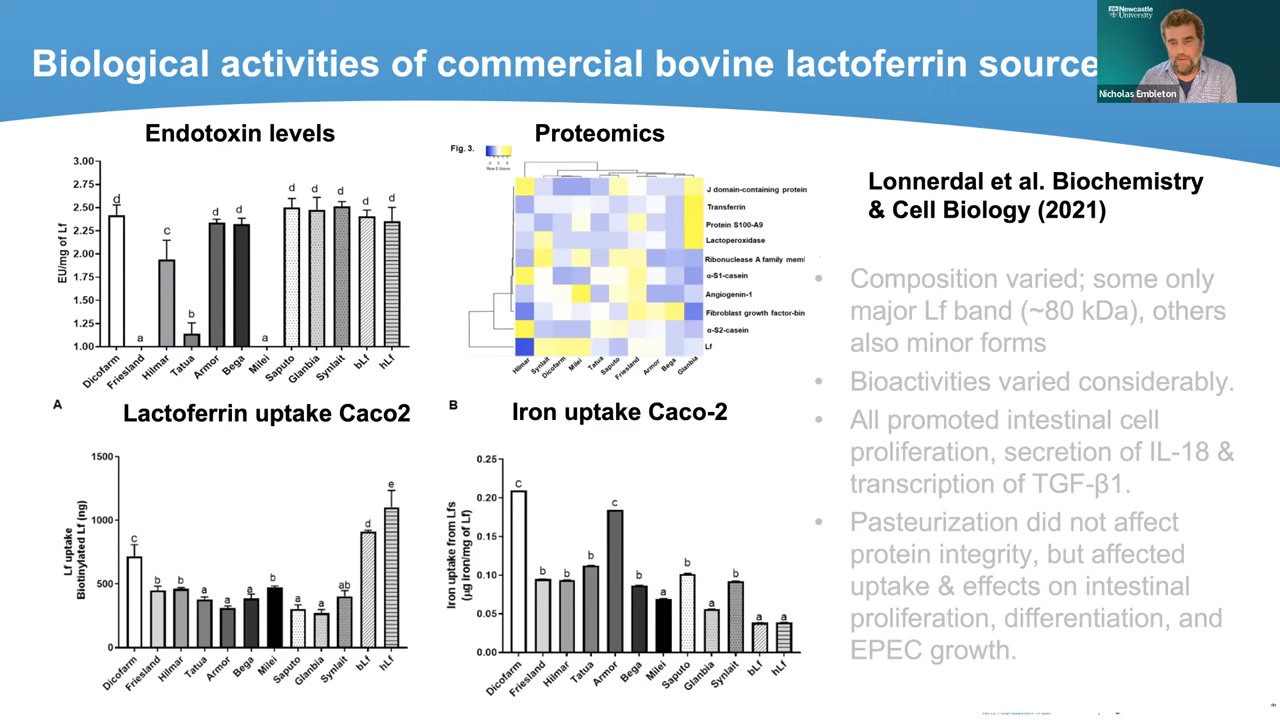 Biological activities of commercial bovine lactoferrin source
Newcastle
University
Nicholas Embleton
Endotoxin levels
3.00
2.75
2.50
2.25
2.00
1.75
1.50
1.25
1.00
EU/mg of Lf
d
a
c
b
d
d
a
d
d
d
d
d
Dicofarm
Friesland
Hilmar
Tatua
Armor
Bega
Milei
Saputo
Glanbia
Synlait
bLf
hLf
Proteomics
Fig. 3.
Row Z-Score
J domain-containing protein
Transferrin
Protein S100-A9
Lactoperoxidase
Ribonuclease A family meml
α-S1-casein
Angiogenin-1
Fibroblast growth factor-bin
α-S2-casein
Lf
Hilmar
Synlait
Dicofarm
Milei
Tatua
Saputo
Friesland
Armor
Bega
Glanbia
A
Lactoferrin uptake Caco2
1500
1000
500
0
Lf uptake
Biotinylated Lf (ng)
c
b
b
a
a
a
b
a
a
ab
d
e
Dicofarm
Friesland
Hilmar
Tatua
Armor
Bega
Milei
Saputo
Glanbia
Synlait
bLf
hLf
B
Iron uptake Caco-2
0.25
0.20
0.15
0.10
0.05
0.00
Iron uptake from Lfs
(µg iron/mg of Lf)
c
b
b
b
c
b
a
b
a
b
a
a
Dicofarm
Friesland
Hilmar
Tatua
Armor
Bega
Milei
Saputo
Glanbia
Synlait
bLf
hLf
Lonnerdal et al. Biochemistry
& Cell Biology (2021)
• Composition varied; some only
major Lf band (~80 kDa), others
also minor forms
• Bioactivities varied considerably.
• All promoted intestinal cell
proliferation, secretion of IL-18 &
transcription of TGF-β1.
• Pasteurization did not affect
protein integrity, but affected
uptake & effects on intestinal
proliferation, differentiation, and
EPEC growth.